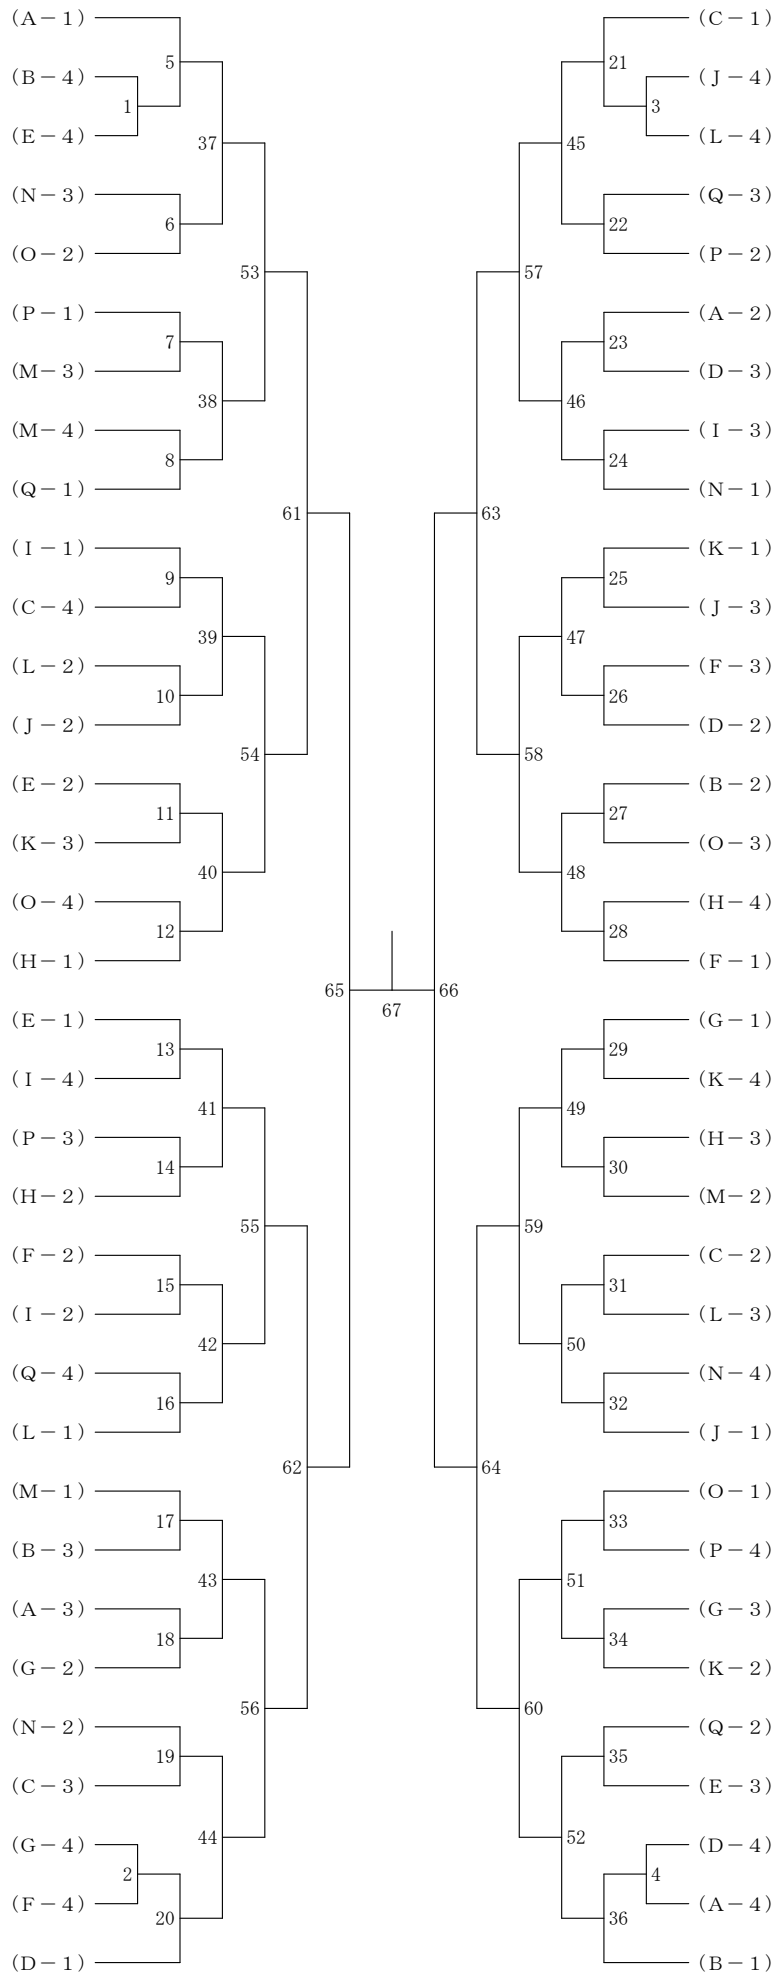 (A-1) (C-1)
5 21
(B-4) (J-4)
1 3
(E-4) (L-4)
37 45
(N-3) (Q-3)
6 22
(O-2) (P-2)
53 57
(P-1) (A-2)
7 23
(M-3) (D-3)
38 46
(M-4) (I-3)
8 24
(Q-1) (N-1)
61 63
(I-1) (K-1)
9 25
(C-4) (J-3)
39 47
(L-2) (F-3)
10 26
(J-2) (D-2)
54 58
(E-2) (B-2)
11 27
(K-3) (O-3)
40 48
(O-4) (H-4)
12 28
(H-1) (F-1)
65 66
67
(E-1) (G-1)
13 29
(I-4) (K-4)
41 49
(P-3) (H-3)
14 30
(H-2) (M-2)
55 59
(F-2) (C-2)
15 31
(I-2) (L-3)
42 50
(Q-4) (N-4)
16 32
(L-1) (J-1)
62 64
(M-1) (O-1)
17 33
(B-3) (P-4)
43 51
(A-3) (G-3)
18 34
(G-2) (K-2)
56 60
(N-2) (Q-2)
19 35
(C-3) (E-3)
44 52
(G-4) (D-4)
2 4
(F-4) (A-4)
20 36
(D-1) (B-1)